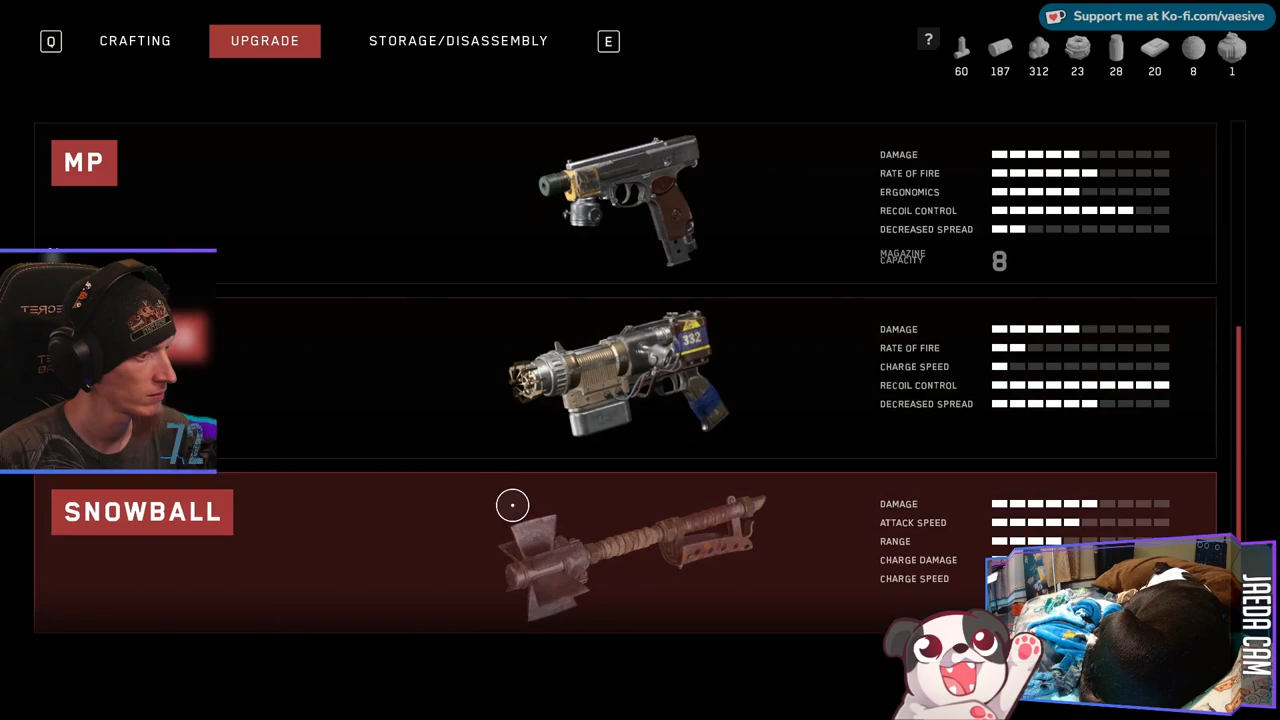 Support me at Ko-fi.com/vaesive
Q CRAFTING UPGRADE STORAGE/DISASSEMBLY E ?
60 187 312 23 28 20 8 1
MP
DAMAGE
RATE OF FIRE
ERGONOMICS
RECOIL CONTROL
DECREASED SPREAD
MAGAZINE CAPACITY 8
332
DAMAGE
RATE OF FIRE
CHARGE SPEED
RECOIL CONTROL
DECREASED SPREAD
72
SNOWBALL
DAMAGE
ATTACK SPEED
RANGE
CHARGE DAMAGE
CHARGE SPEED
JAEDA CAM